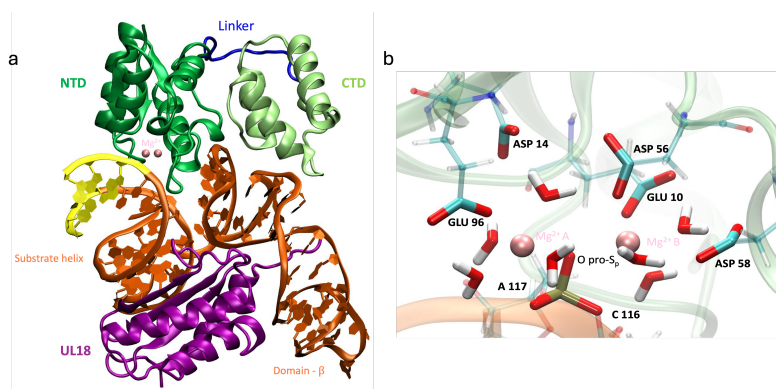 a
Linker
NTD
CTD
Mg²⁺
Substrate helix
UL18
Domain - β
b
ASP 14
ASP 56
GLU 10
GLU 96
Mg²⁺ A
Mg²⁺ B
O pro-Sₚ
ASP 58
A 117
C 116